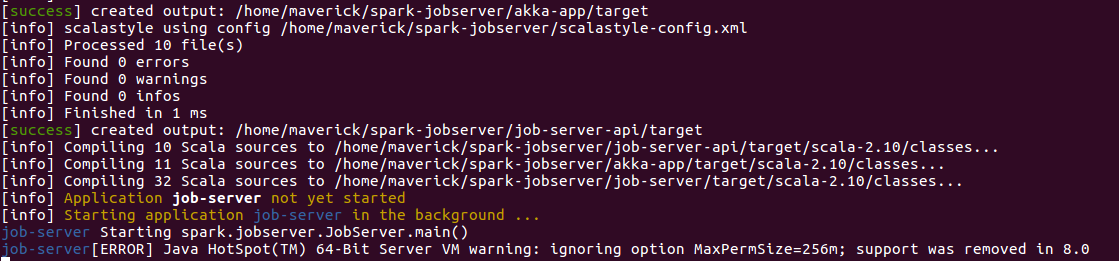 [success] created output: /home/maverick/spark-jobserver/akka-app/target
[info] scalastyle using config /home/maverick/spark-jobserver/scalastyle-config.xml
[info] Processed 10 file(s)
[info] Found 0 errors
[info] Found 0 warnings
[info] Found 0 infos
[info] Finished in 1 ms
[success] created output: /home/maverick/spark-jobserver/job-server-api/target
[info] Compiling 10 Scala sources to /home/maverick/spark-jobserver/job-server-api/target/scala-2.10/classes...
[info] Compiling 11 Scala sources to /home/maverick/spark-jobserver/akka-app/target/scala-2.10/classes...
[info] Compiling 32 Scala sources to /home/maverick/spark-jobserver/job-server/target/scala-2.10/classes...
[info] Application job-server not yet started
[info] Starting application job-server in the background ...
job-server Starting spark.jobserver.JobServer.main()
job-server[ERROR] Java HotSpot(TM) 64-Bit Server VM warning: ignoring option MaxPermSize=256m; support was removed in 8.0